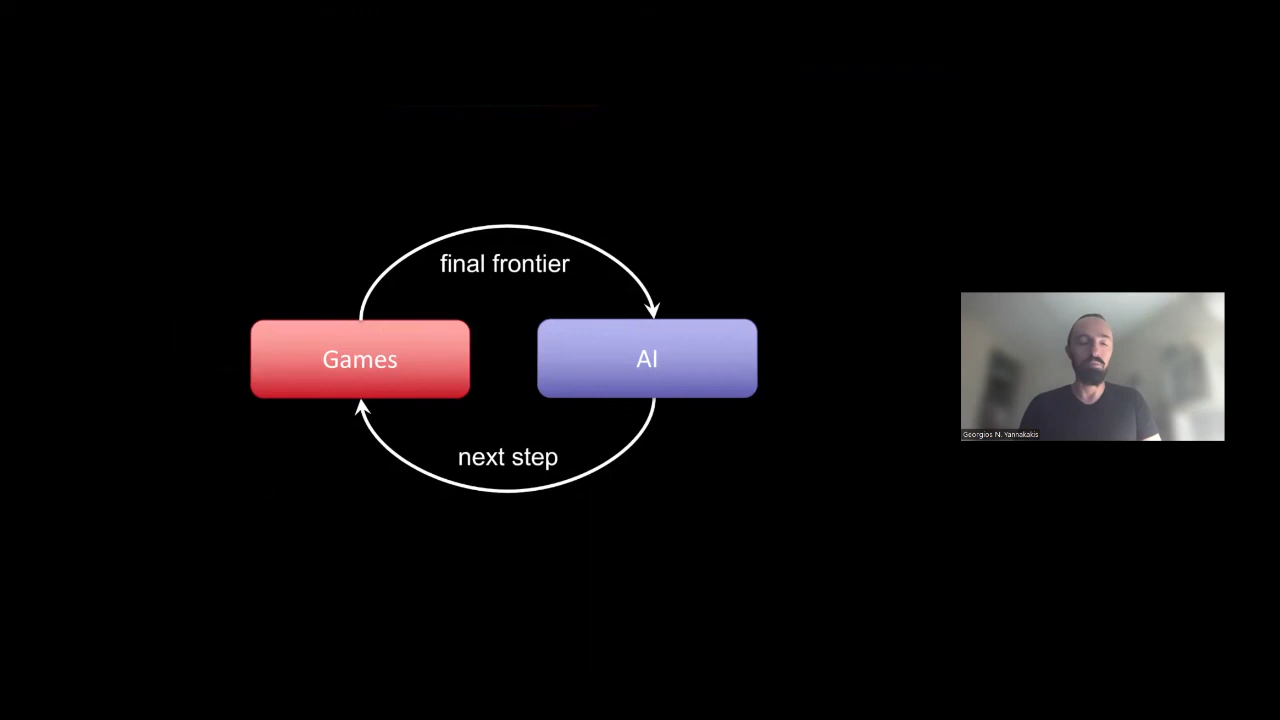 final frontier
Games
AI
next step
Georgios N. Yannakakis